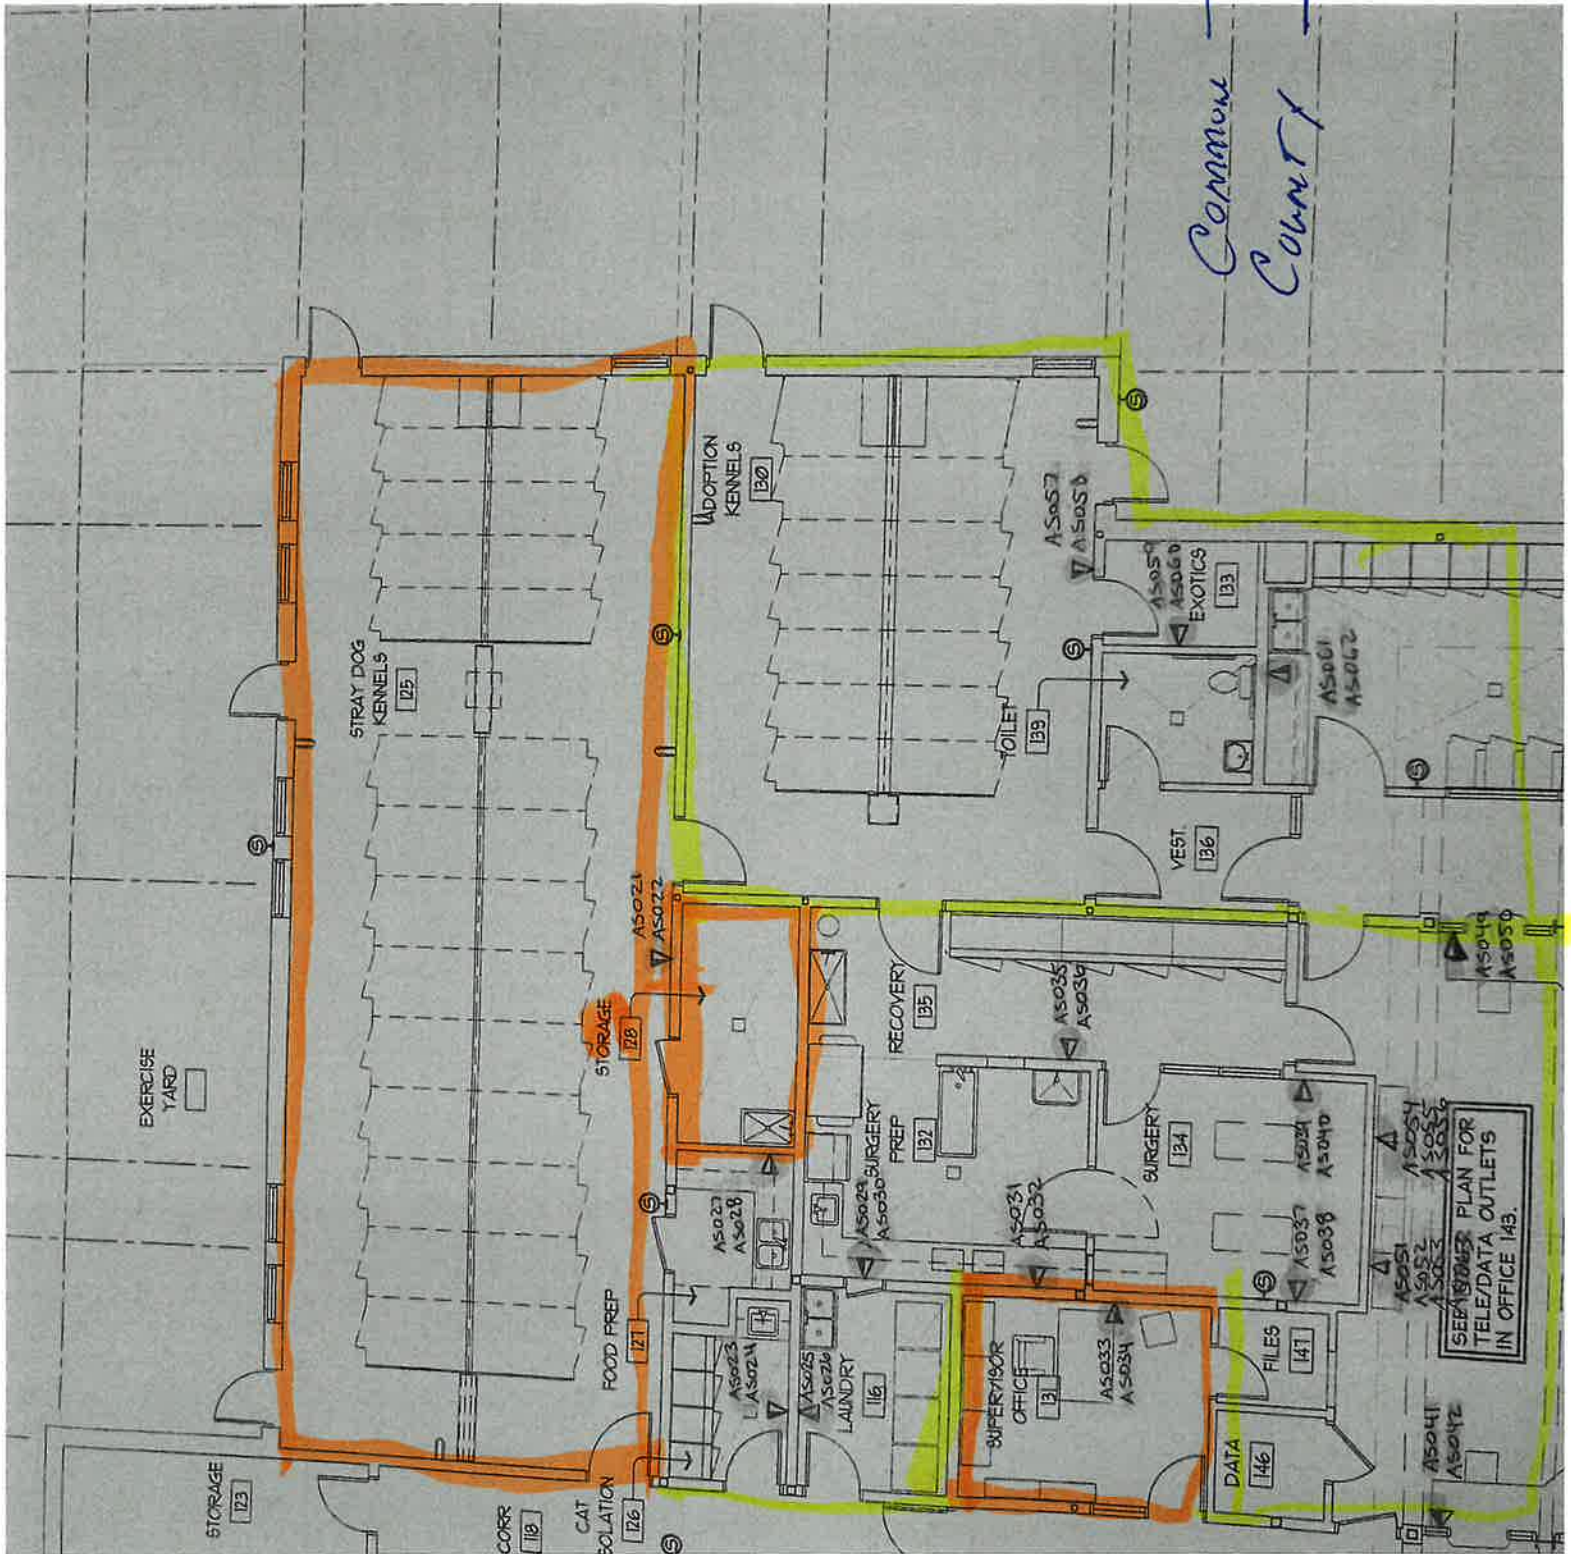 Common
County
EXERCISE
YARD
STRAY DOG
KENNELS
125
ADOPTION
KENNELS
130
AS057
AS058
AS059
AS060
EXOTICS
133
TOILET
139
AS061
AS062
VEST.
136
AS021
AS022
STORAGE
128
RECOVERY
135
AS035
AS036
AS049
AS050
SURGERY
PREP
132
AS029
AS030
AS031
AS032
SURGERY
134
AS039
AS040
AS037
AS038
AS054
AS055
AS051
AS052
AS053
PLAN FOR
TELE/DATA OUTLETS
IN OFFICE 143.
AS027
AS028
FOOD PREP
127
AS023
AS024
AS025
AS026
LAUNDRY
116
SUPERVISOR
OFFICE
131
AS033
AS034
FILES
147
DATA
146
AS041
AS042
STORAGE
123
CORR
118
CAT
126
S
S
S
S
S
S
S
S
S